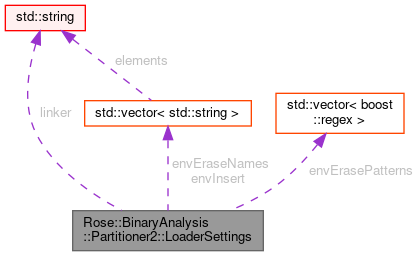 std::string
linker
elements
std::vector< std::string >
std::vector< boost
::regex >
envEraseNames
envInsert
envErasePatterns
Rose::BinaryAnalysis
::Partitioner2::LoaderSettings